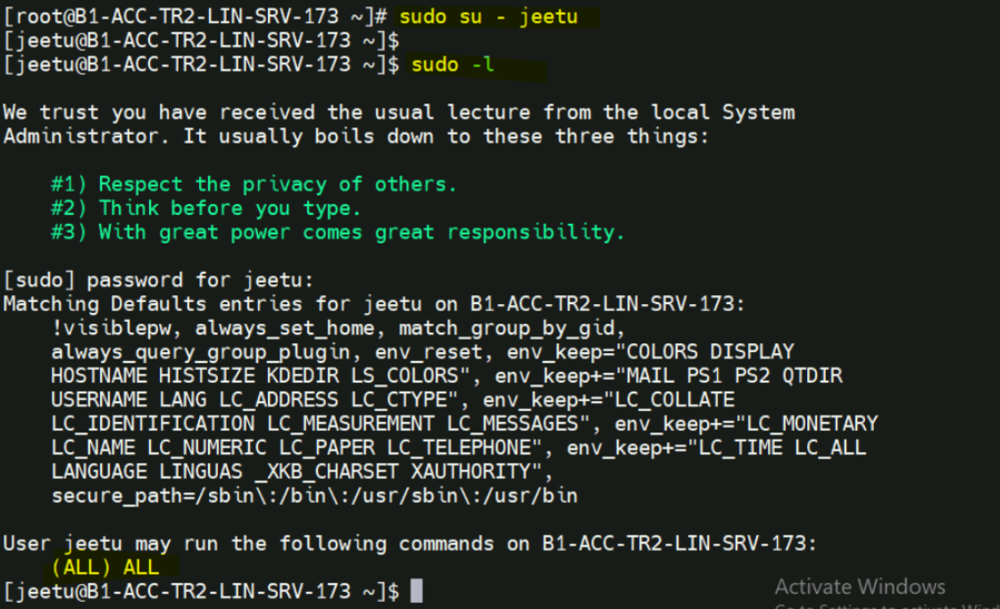 [root@B1-ACC-TR2-LIN-SRV-173 ~]# sudo su - jeetu
[jeetu@B1-ACC-TR2-LIN-SRV-173 ~]$
[jeetu@B1-ACC-TR2-LIN-SRV-173 ~]$ sudo -l
We trust you have received the usual lecture from the local System
Administrator. It usually boils down to these three things:
#1) Respect the privacy of others.
#2) Think before you type.
#3) With great power comes great responsibility.
[sudo] password for jeetu:
Matching Defaults entries for jeetu on B1-ACC-TR2-LIN-SRV-173:
!visiblepw, always_set_home, match_group_by_gid,
always_query_group_plugin, env_reset, env_keep="COLORS DISPLAY
HOSTNAME HISTSIZE KDEDIR LS_COLORS", env_keep+="MAIL PS1 PS2 QTDIR
USERNAME LANG LC_ADDRESS LC_CTYPE", env_keep+="LC_COLLATE
LC_IDENTIFICATION LC_MEASUREMENT LC_MESSAGES", env_keep+="LC_MONETARY
LC_NAME LC_NUMERIC LC_PAPER LC_TELEPHONE", env_keep+="LC_TIME LC_ALL
LANGUAGE LINGUAS _XKB_CHARSET XAUTHORITY",
secure_path=/sbin\:/bin\:/usr/sbin\:/usr/bin
User jeetu may run the following commands on B1-ACC-TR2-LIN-SRV-173:
(ALL) ALL
[jeetu@B1-ACC-TR2-LIN-SRV-173 ~]$
Activate Windows